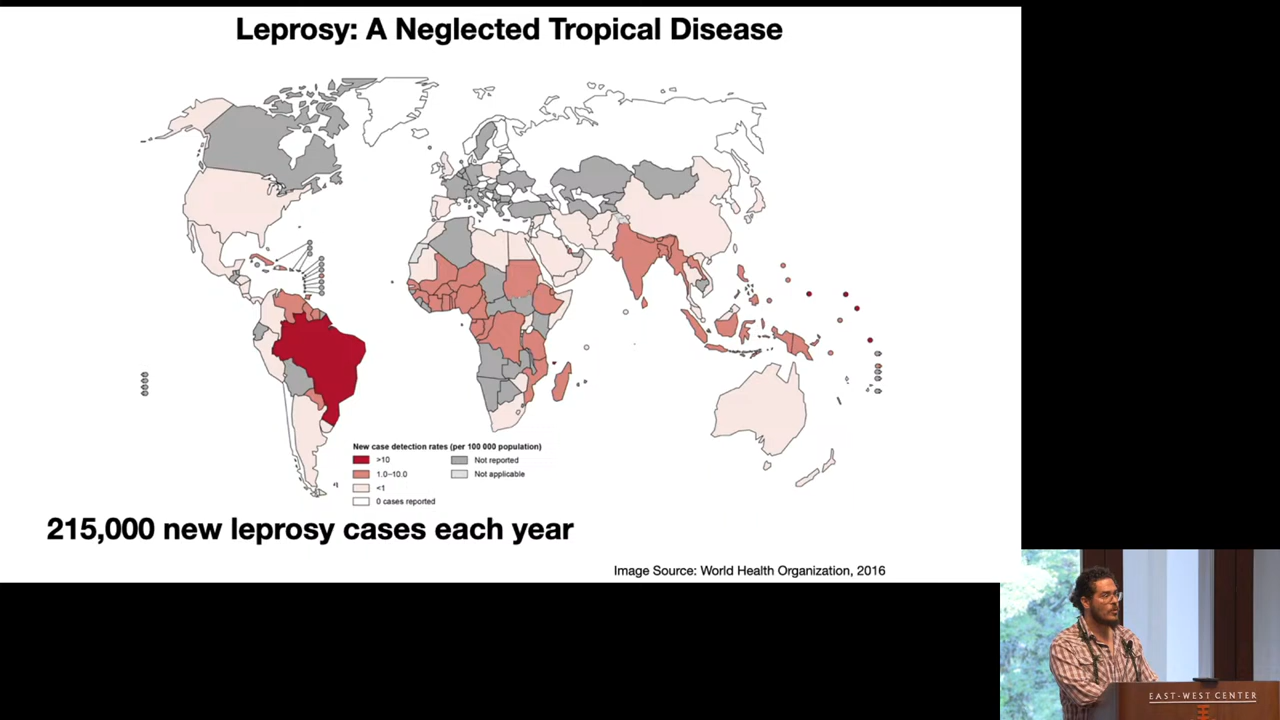 Leprosy: A Neglected Tropical Disease
New case detection rates (per 100 000 population)
>10
1.0–10.0
<1
0 cases reported
Not reported
Not applicable
215,000 new leprosy cases each year
Image Source: World Health Organization, 2016
EAST-WEST CENTER